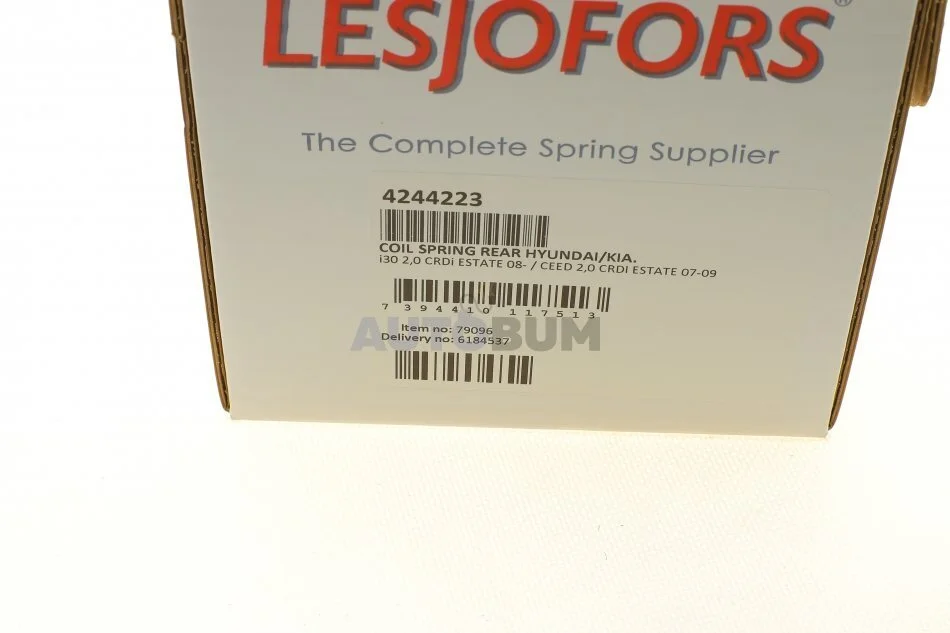 LESJOFORS®
The Complete Spring Supplier
4244223
COIL SPRING REAR HYUNDAI/KIA.
i30 2,0 CRDi ESTATE 08- / CEED 2,0 CRDI ESTATE 07-09
7 394410 117513
AUTOBUM
Item no: 79096
Delivery no: 6184537